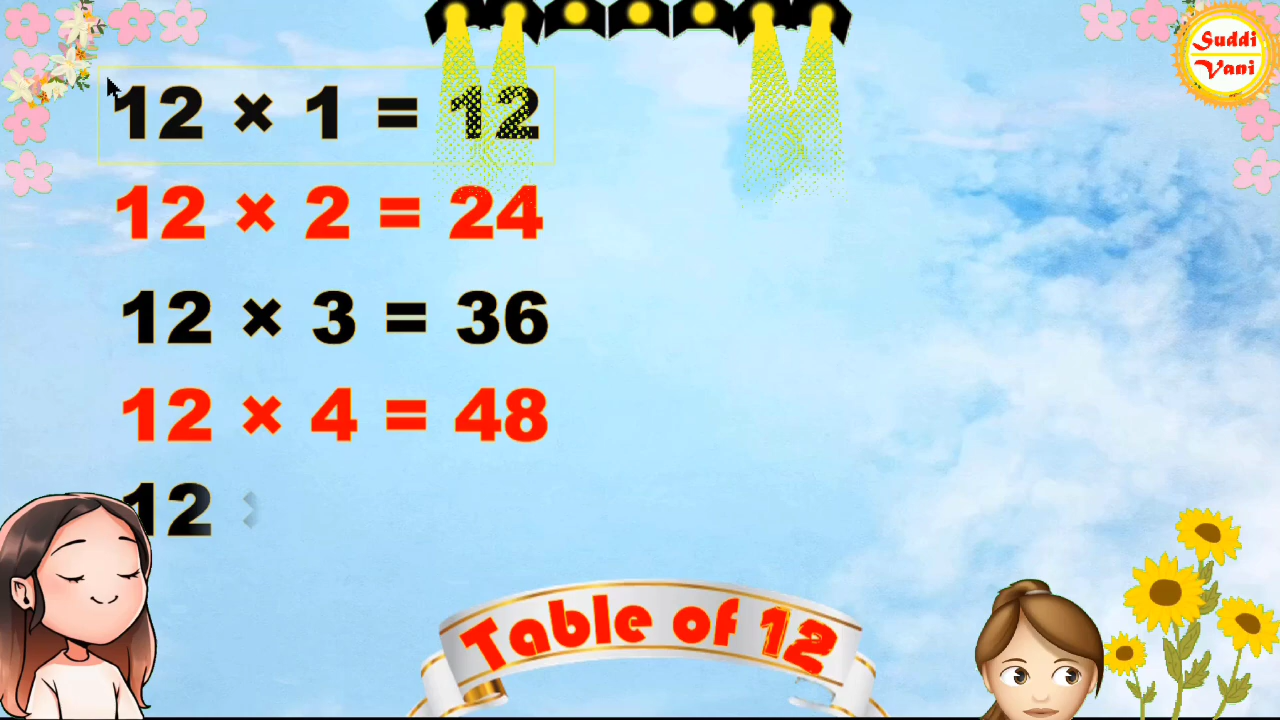 Suddi
Vani
12 × 1 = 12
12 × 2 = 24
12 × 3 = 36
12 × 4 = 48
12
Table of 12